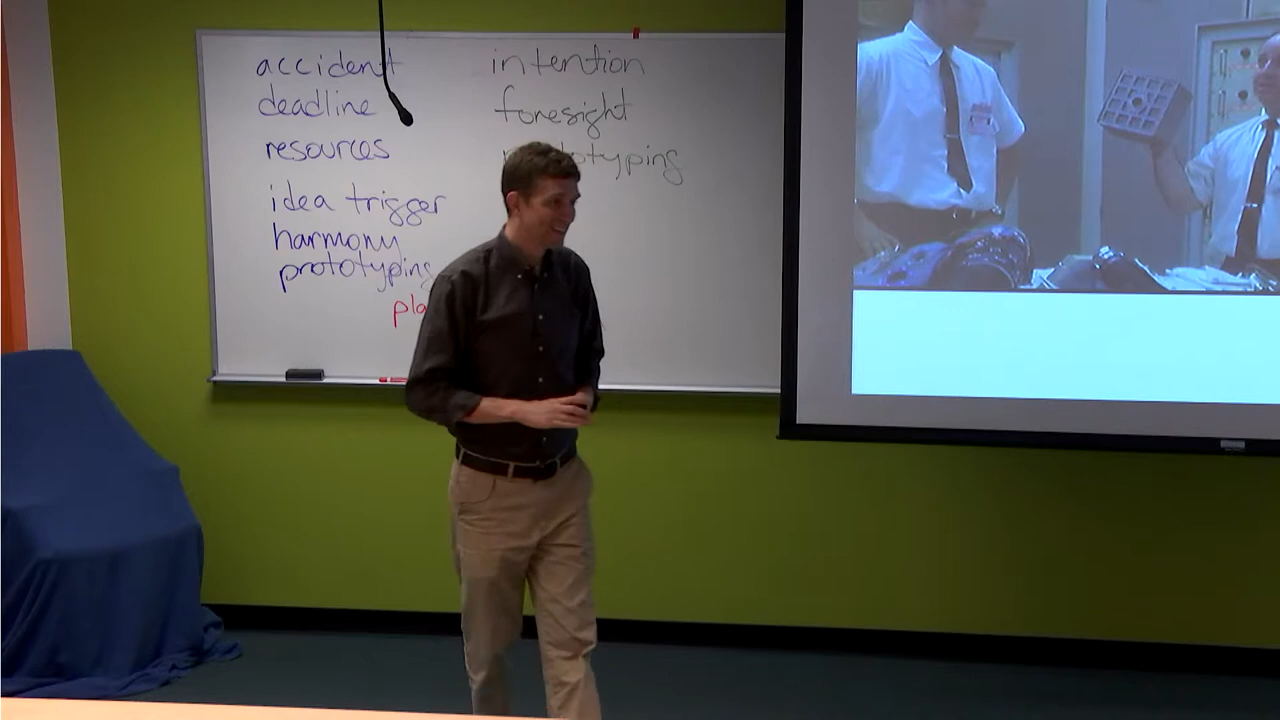 accident
deadline
resources
idea trigger
harmony
prototyping
intention
foresight